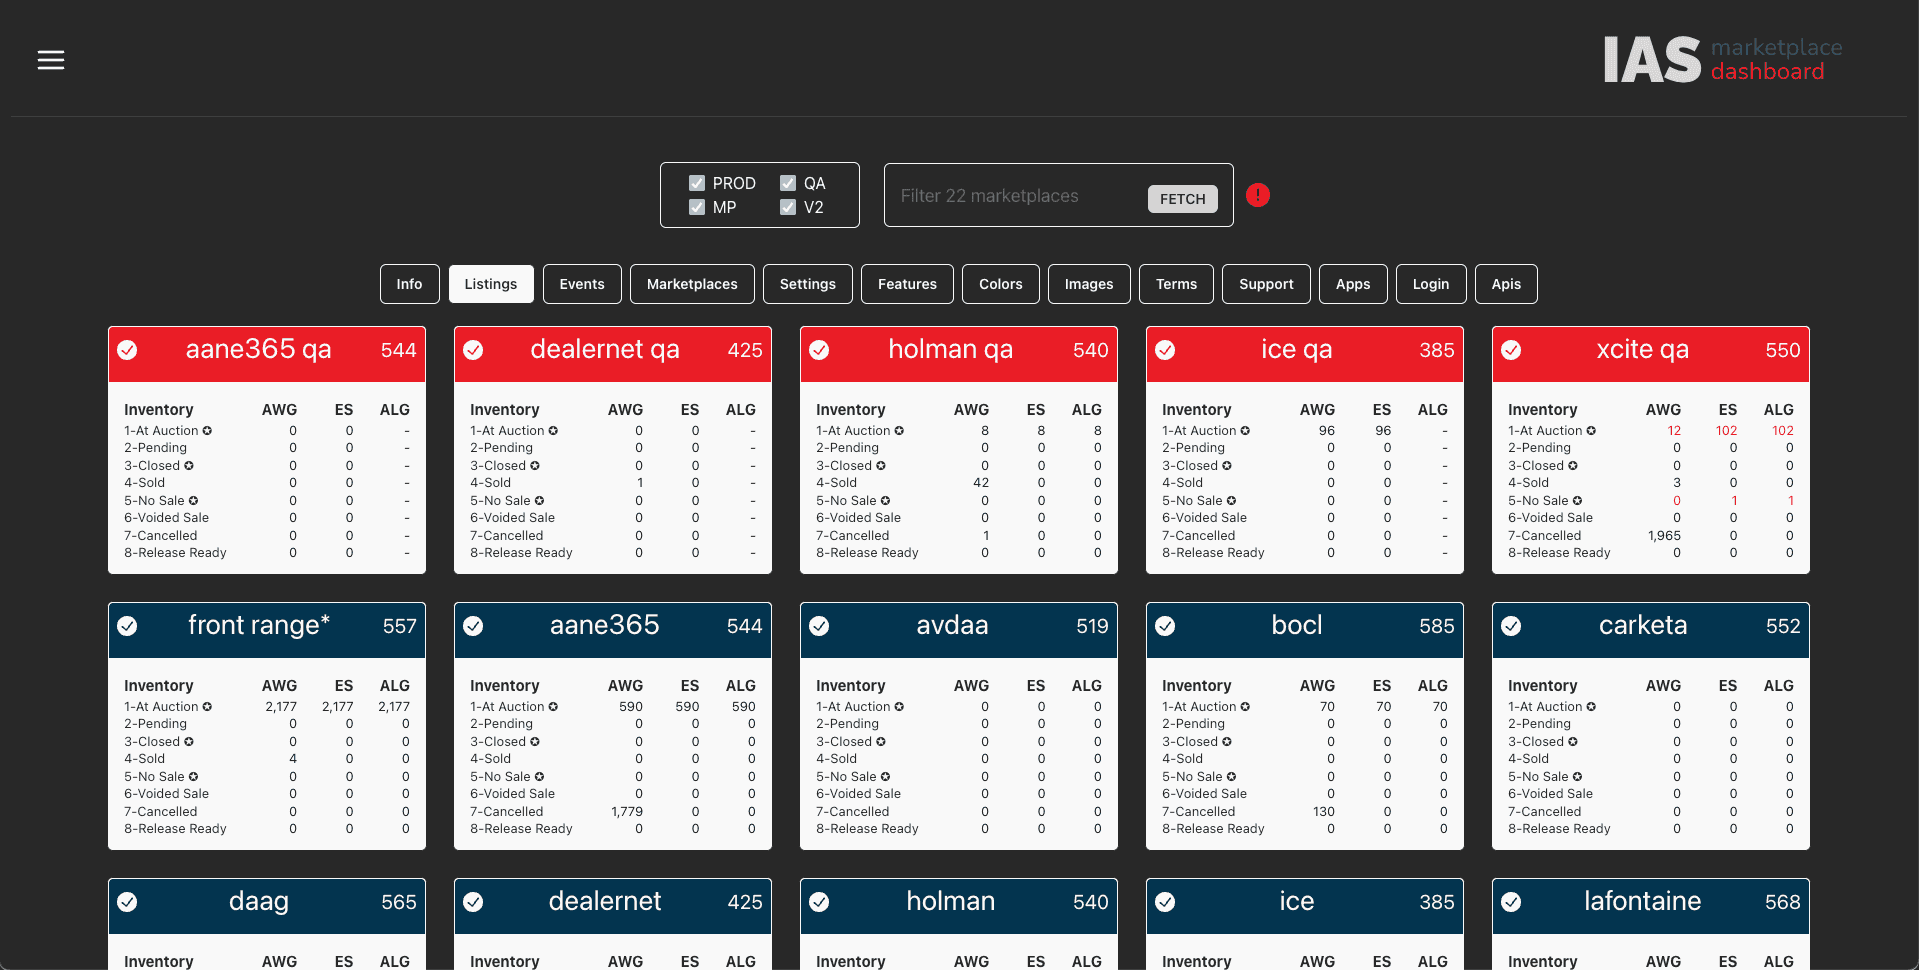 IAS marketplace
dashboard
PROD QA
MP V2
Filter 22 marketplaces FETCH !
Info Listings Events Marketplaces Settings Features Colors Images Terms Support Apps Login Apis
aane365 qa 544
Inventory AWG ES ALG
1-At Auction 0 0 -
2-Pending 0 0 -
3-Closed 0 0 -
4-Sold 0 0 -
5-No Sale 0 0 -
6-Voided Sale 0 0 -
7-Cancelled 0 0 -
8-Release Ready 0 0 -
dealernet qa 425
Inventory AWG ES ALG
1-At Auction 0 0 -
2-Pending 0 0 -
3-Closed 0 0 -
4-Sold 1 0 -
5-No Sale 0 0 -
6-Voided Sale 0 0 -
7-Cancelled 0 0 -
8-Release Ready 0 0 -
holman qa 540
Inventory AWG ES ALG
1-At Auction 8 8 8
2-Pending 0 0 0
3-Closed 0 0 0
4-Sold 42 0 0
5-No Sale 0 0 0
6-Voided Sale 0 0 0
7-Cancelled 1 0 0
8-Release Ready 0 0 0
ice qa 385
Inventory AWG ES ALG
1-At Auction 96 96 -
2-Pending 0 0 -
3-Closed 0 0 -
4-Sold 0 0 -
5-No Sale 0 0 -
6-Voided Sale 0 0 -
7-Cancelled 0 0 -
8-Release Ready 0 0 -
xcite qa 550
Inventory AWG ES ALG
1-At Auction 12 102 102
2-Pending 0 0 0
3-Closed 0 0 0
4-Sold 3 0 0
5-No Sale 0 1 1
6-Voided Sale 0 0 0
7-Cancelled 1,965 0 0
8-Release Ready 0 0 0
front range* 557
Inventory AWG ES ALG
1-At Auction 2,177 2,177 2,177
2-Pending 0 0 0
3-Closed 0 0 0
4-Sold 4 0 0
5-No Sale 0 0 0
6-Voided Sale 0 0 0
7-Cancelled 0 0 0
8-Release Ready 0 0 0
aane365 544
Inventory AWG ES ALG
1-At Auction 590 590 590
2-Pending 0 0 0
3-Closed 0 0 0
4-Sold 0 0 0
5-No Sale 0 0 0
6-Voided Sale 0 0 0
7-Cancelled 1,779 0 0
8-Release Ready 0 0 0
avdaa 519
Inventory AWG ES ALG
1-At Auction 0 0 0
2-Pending 0 0 0
3-Closed 0 0 0
4-Sold 0 0 0
5-No Sale 0 0 0
6-Voided Sale 0 0 0
7-Cancelled 0 0 0
8-Release Ready 0 0 0
bocl 585
Inventory AWG ES ALG
1-At Auction 70 70 70
2-Pending 0 0 0
3-Closed 0 0 0
4-Sold 0 0 0
5-No Sale 0 0 0
6-Voided Sale 0 0 0
7-Cancelled 130 0 0
8-Release Ready 0 0 0
carketa 552
Inventory AWG ES ALG
1-At Auction 0 0 0
2-Pending 0 0 0
3-Closed 0 0 0
4-Sold 0 0 0
5-No Sale 0 0 0
6-Voided Sale 0 0 0
7-Cancelled 0 0 0
8-Release Ready 0 0 0
daag 565
Inventory AWG ES ALG
dealernet 425
Inventory AWG ES ALG
holman 540
Inventory AWG ES ALG
ice 385
Inventory AWG ES ALG
lafontaine 568
Inventory AWG ES ALG